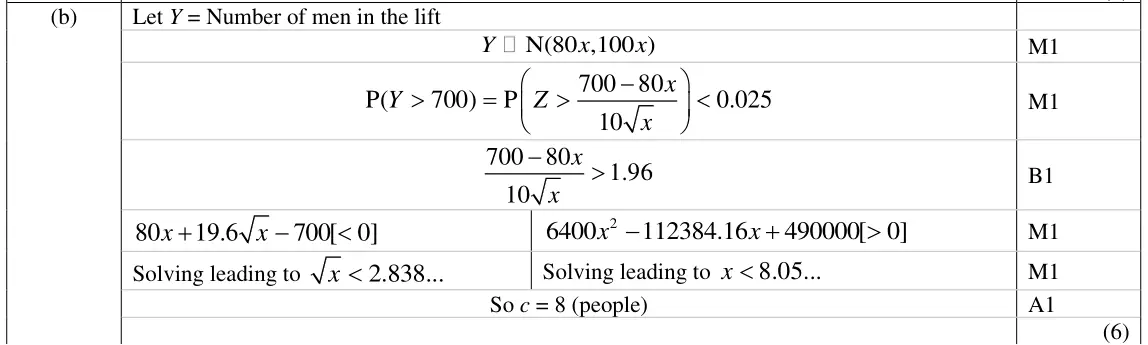 (b) Let Y = Number of men in the lift
Y □ N(80x,100x) M1
P(Y > 700) = P(Z > (700 − 80x)/(10√x)) < 0.025 M1
(700 − 80x)/(10√x) > 1.96 B1
80x + 19.6√x − 700[< 0] 6400x² − 112384.16x + 490000[> 0] M1
Solving leading to √x < 2.838... Solving leading to x < 8.05... M1
So c = 8 (people) A1
(6)